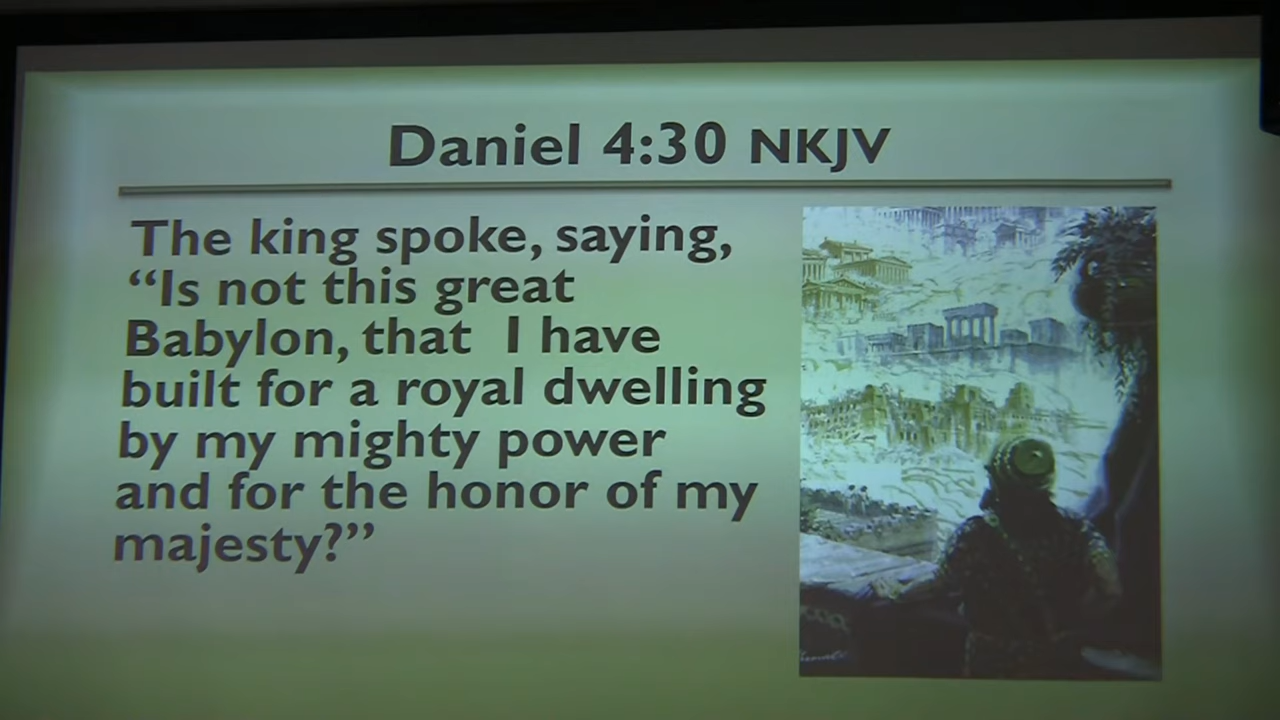 Daniel 4:30 NKJV
The king spoke, saying,
“Is not this great
Babylon, that I have
built for a royal dwelling
by my mighty power
and for the honor of my
majesty?”